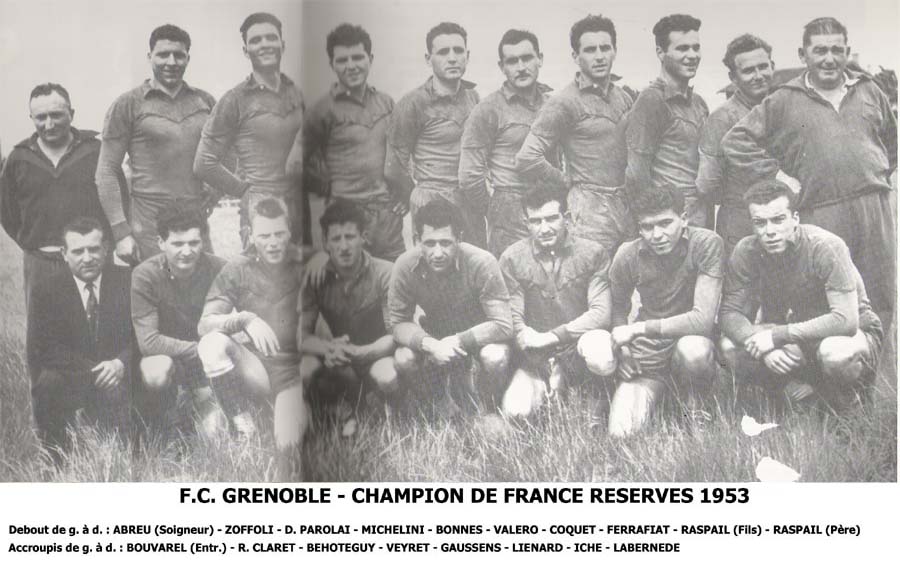 F.C. GRENOBLE - CHAMPION DE FRANCE RESERVES 1953
Debout de g. à d. : ABREU (Soigneur) - ZOFFOLI - D. PAROLAI - MICHELINI - BONNES - VALERO - COQUET - FERRAFIAT - RASPAIL (Fils) - RASPAIL (Père)
Accroupis de g. à d. : BOUVAREL (Entr.) - R. CLARET - BEHOTEGUY - VEYRET - GAUSSENS - LIENARD - ICHE - LABERNEDE